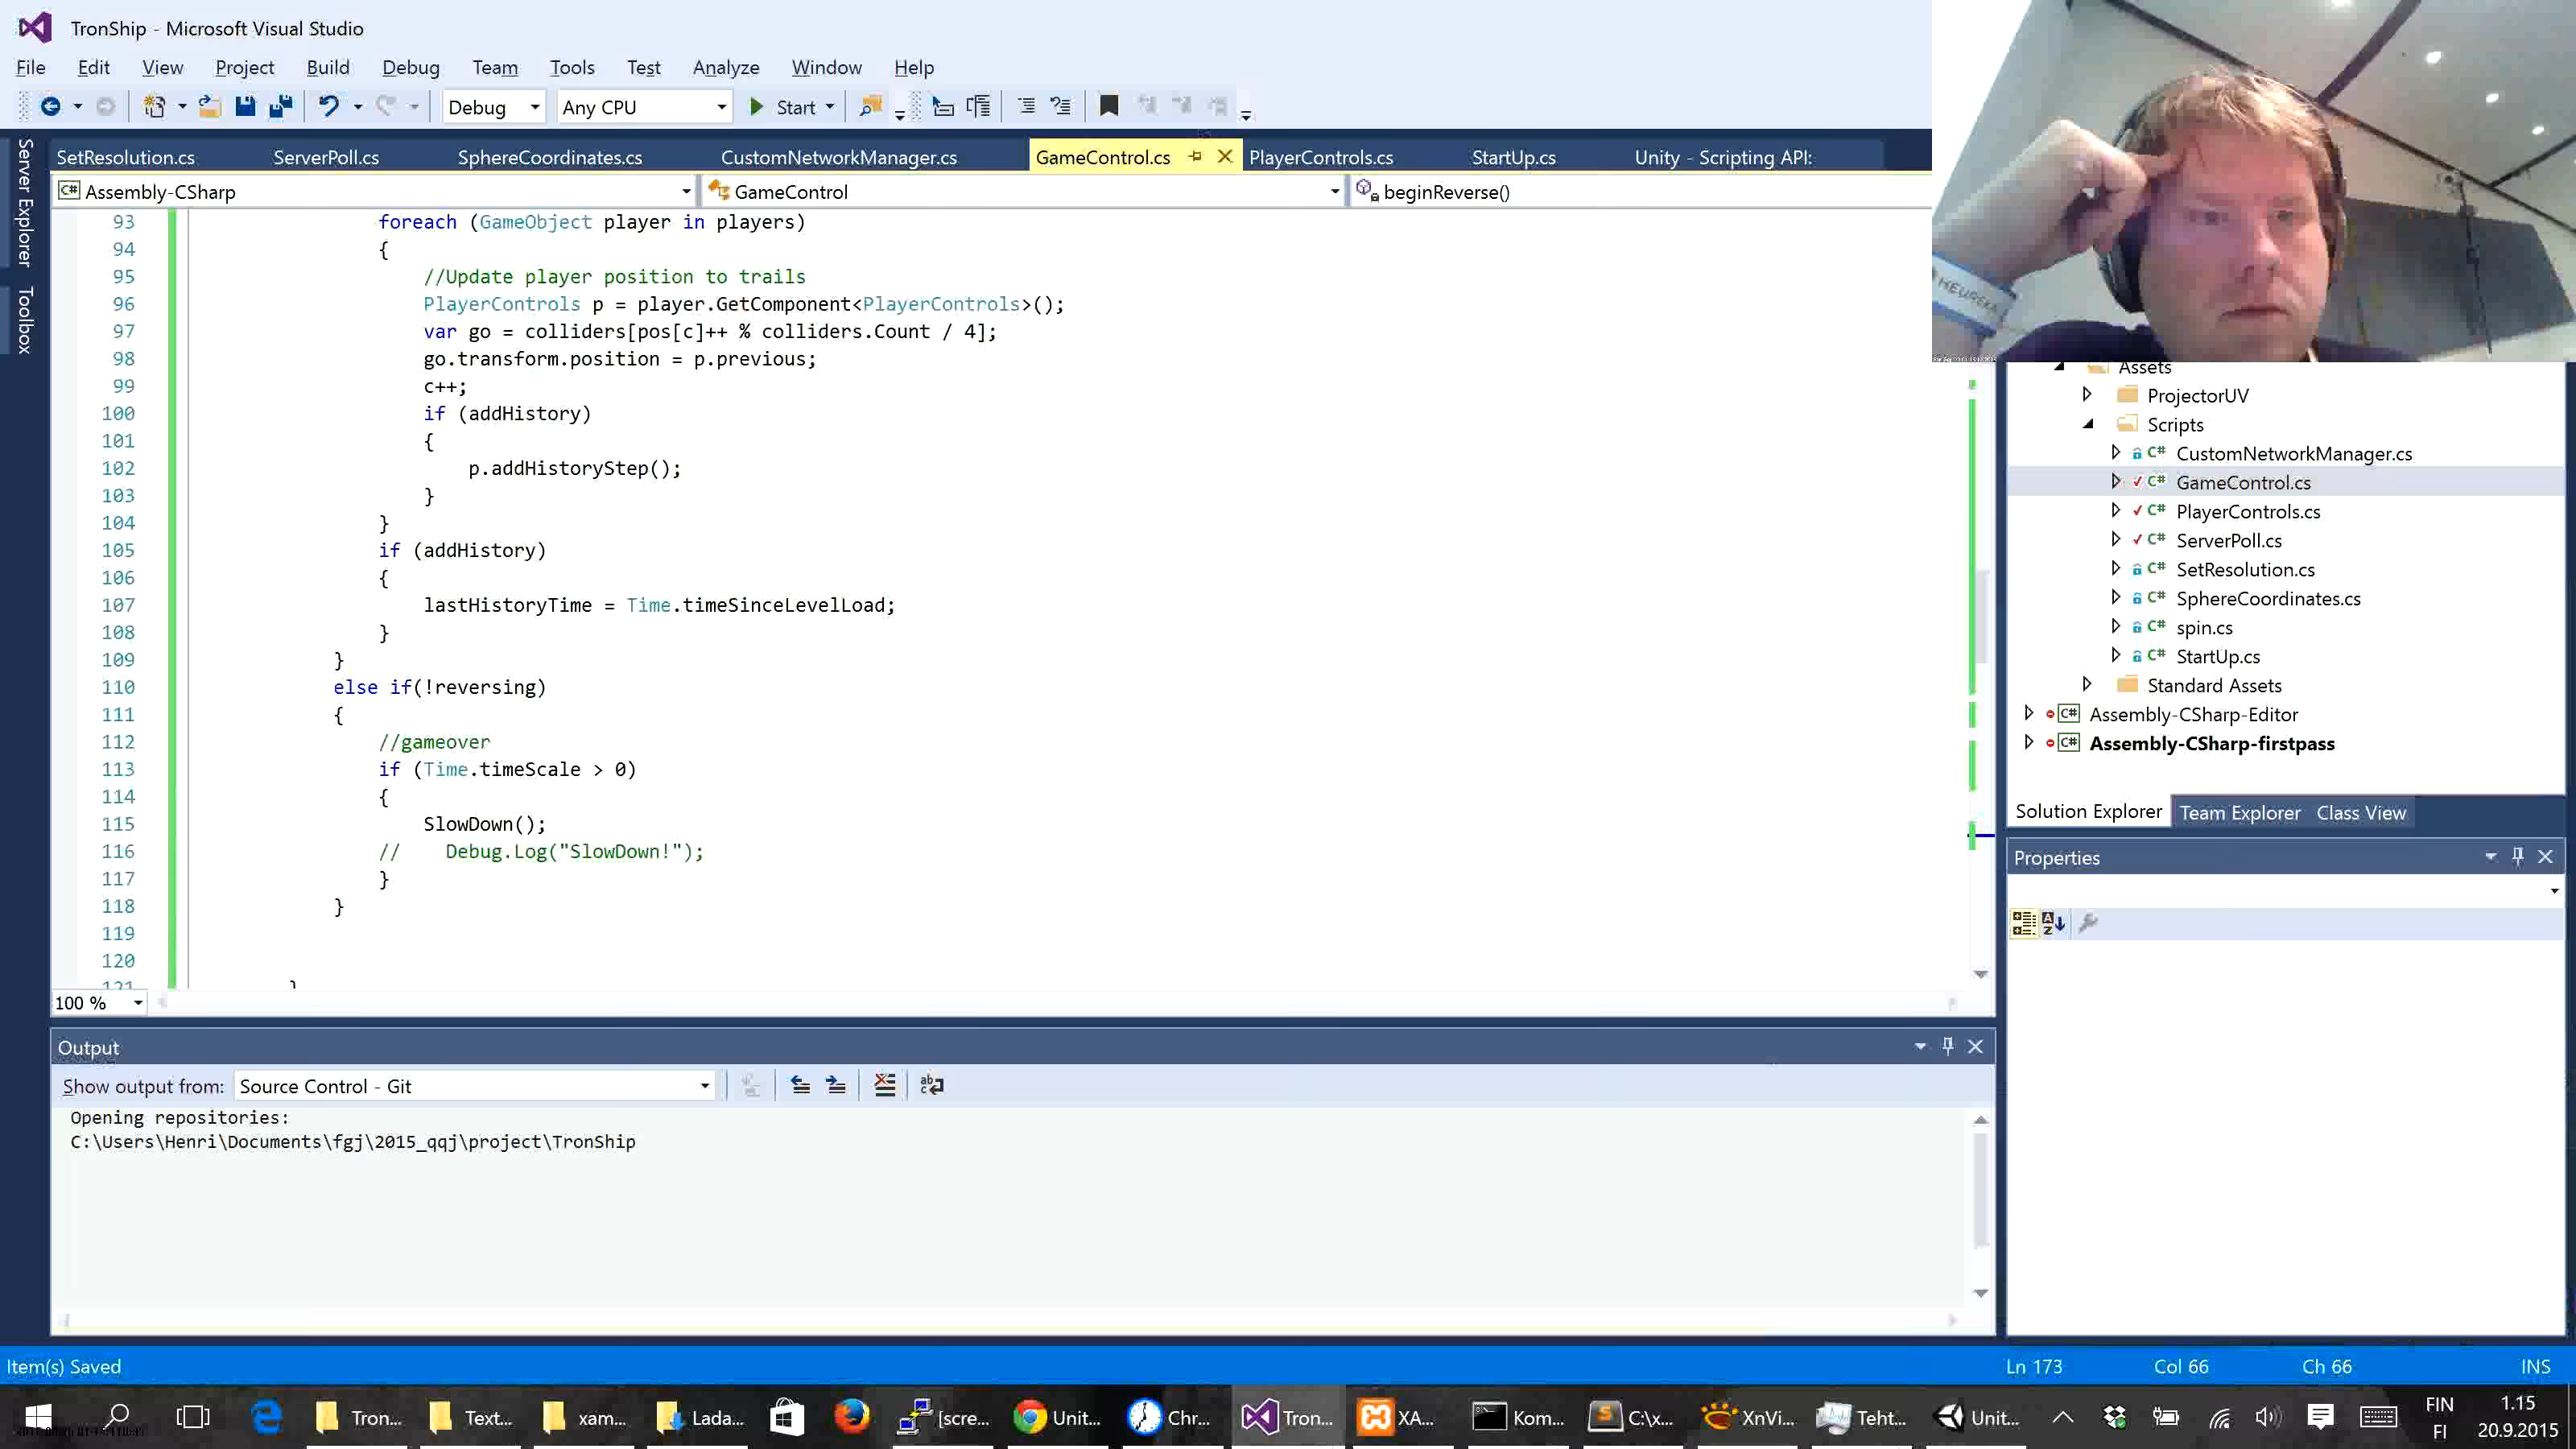 TronShip - Microsoft Visual Studio
File Edit View Project Build Debug Team Tools Test Analyze Window Help
Debug Any CPU Start
Server Explorer
Toolbox
SetResolution.cs ServerPoll.cs SphereCoordinates.cs CustomNetworkManager.cs GameControl.cs PlayerControls.cs StartUp.cs Unity - Scripting API:
Assembly-CSharp GameControl beginReverse()
93 foreach (GameObject player in players)
94 {
95 //Update player position to trails
96 PlayerControls p = player.GetComponent<PlayerControls>();
97 var go = colliders[pos[c]++ % colliders.Count / 4];
98 go.transform.position = p.previous;
99 c++;
100 if (addHistory)
101 {
102 p.addHistoryStep();
103 }
104 }
105 if (addHistory)
106 {
107 lastHistoryTime = Time.timeSinceLevelLoad;
108 }
109 }
110 else if(!reversing)
111 {
112 //gameover
113 if (Time.timeScale > 0)
114 {
115 SlowDown();
116 // Debug.Log("SlowDown!");
117 }
118 }
119
120
121 }
100 %
Output
Show output from: Source Control - Git
Opening repositories:
C:\Users\Henri\Documents\fgj\2015_qqj\project\TronShip
HEUREKA
Assets
ProjectorUV
Scripts
C# CustomNetworkManager.cs
C# GameControl.cs
C# PlayerControls.cs
C# ServerPoll.cs
C# SetResolution.cs
C# SphereCoordinates.cs
C# spin.cs
C# StartUp.cs
Standard Assets
C# Assembly-CSharp-Editor
C# Assembly-CSharp-firstpass
Solution Explorer Team Explorer Class View
Properties
Item(s) Saved Ln 173 Col 66 Ch 66 INS
Tron... Text... xam... Lada... [scre... Unit... Chr... Tron... XA... Kom... C:\x... XnVi... Teht... Unit... FIN 1.15
FI 20.9.2015